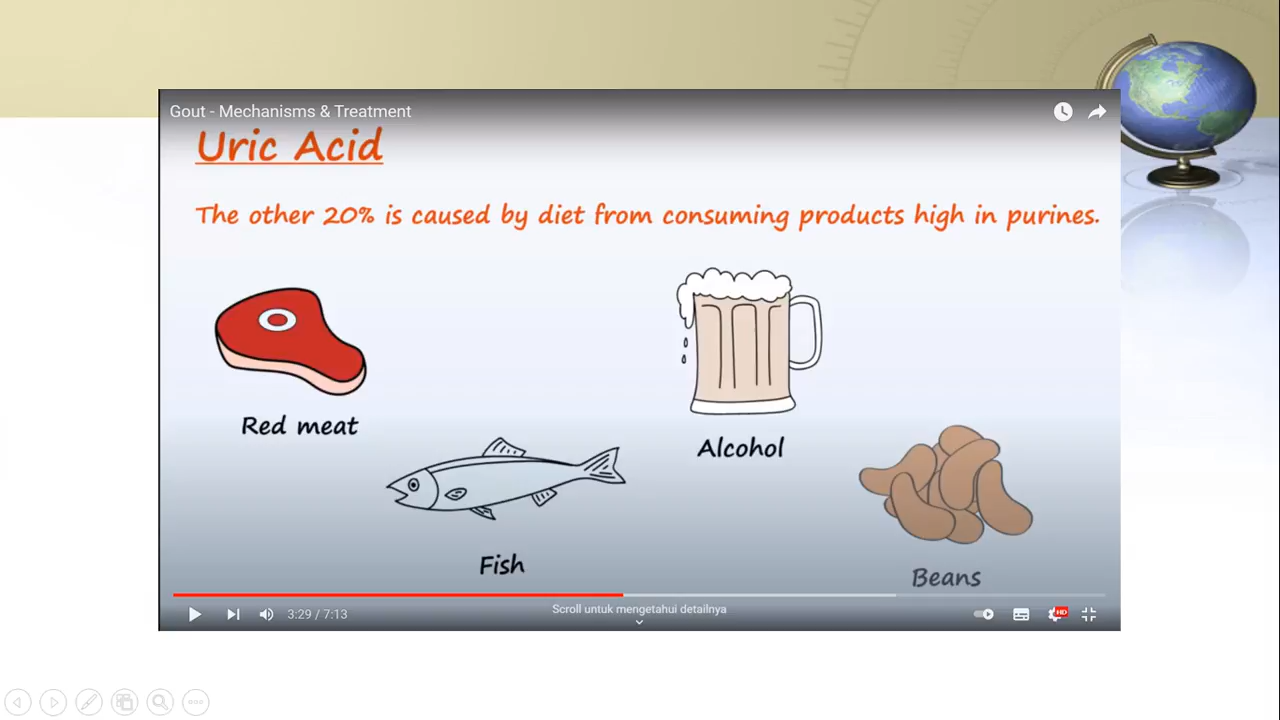 Gout - Mechanisms & Treatment
Uric Acid
The other 20% is caused by diet from consuming products high in purines.
Red meat
Alcohol
Fish
Beans
3:29 / 7:13
Scroll untuk mengetahui detailnya
HD